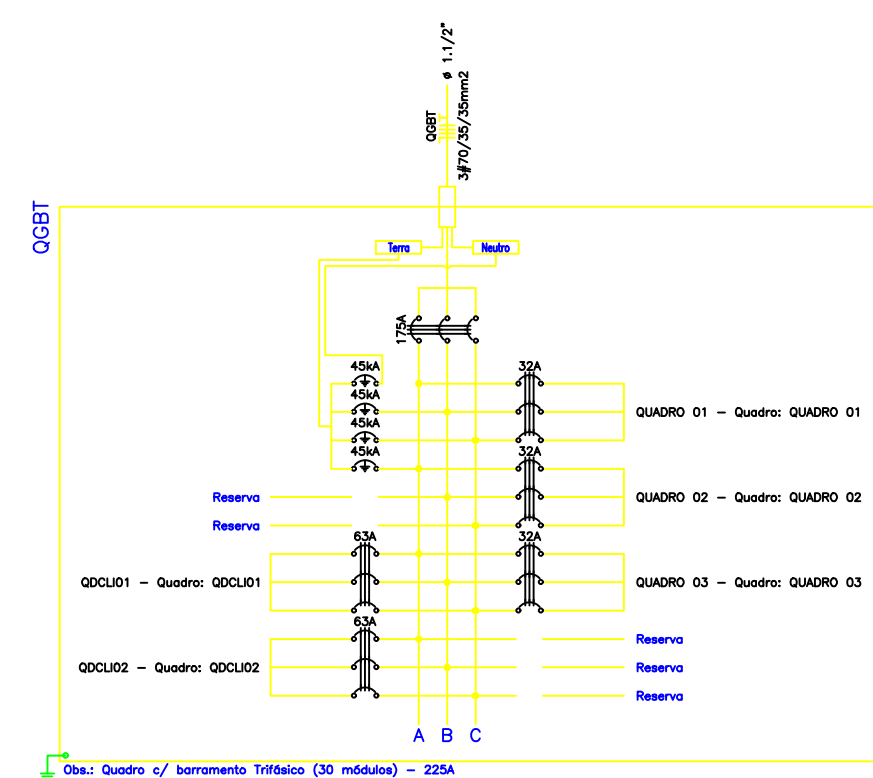 ø 1.1/2"
QGBT
3#70/35/35mm2
QGBT
Terra
Neutro
175A
45kA
32A
45kA
QUADRO 01 - Quadro: QUADRO 01
45kA
45kA
32A
Reserva
QUADRO 02 - Quadro: QUADRO 02
Reserva
63A
32A
QDCLI01 - Quadro: QDCLI01
QUADRO 03 - Quadro: QUADRO 03
63A
Reserva
QDCLI02 - Quadro: QDCLI02
Reserva
Reserva
A B C
Obs.: Quadro c/ barramento Trifásico (30 módulos) - 225A